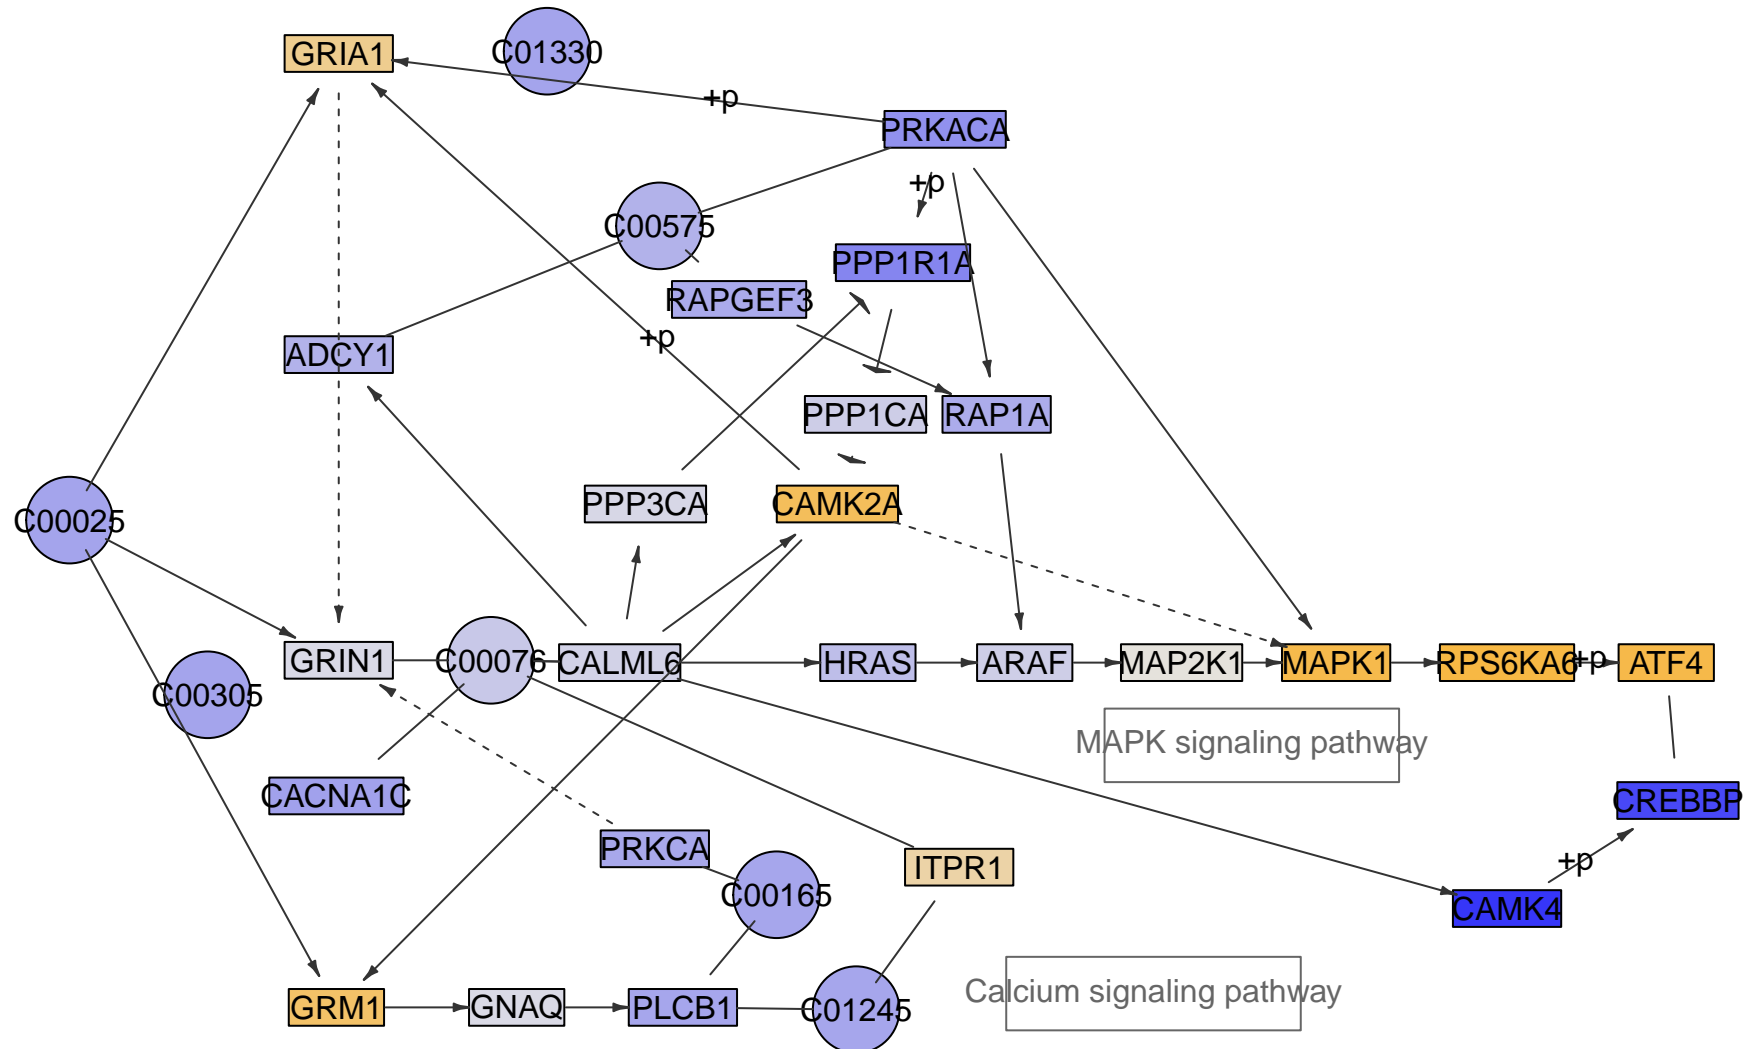 GRIA1
C01330
+p
PRKACA
+p
C00575
PPP1R1A
RAPGEF3
+p
ADCY1
PPP1CA
RAP1A
PPP3CA
CAMK2A
C00025
GRIN1
C00076
CALML6
HRAS
ARAF
MAP2K1
MAPK1
RPS6KA6
+p
ATF4
C00305
MAPK signaling pathway
CACNA1C
CREBBP
PRKCA
ITPR1
+p
C00165
CAMK4
Calcium signaling pathway
GRM1
GNAQ
PLCB1
C01245